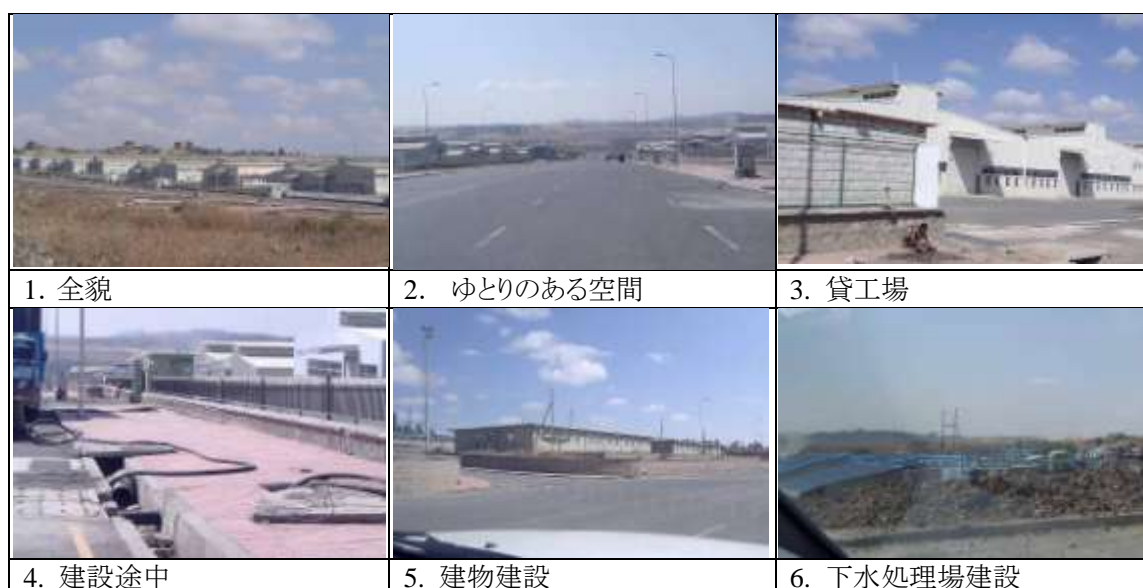 1. 全貌
2. ゆとりのある空間
3. 貸工場
4. 建設途中
5. 建物建設
6. 下水処理場建設